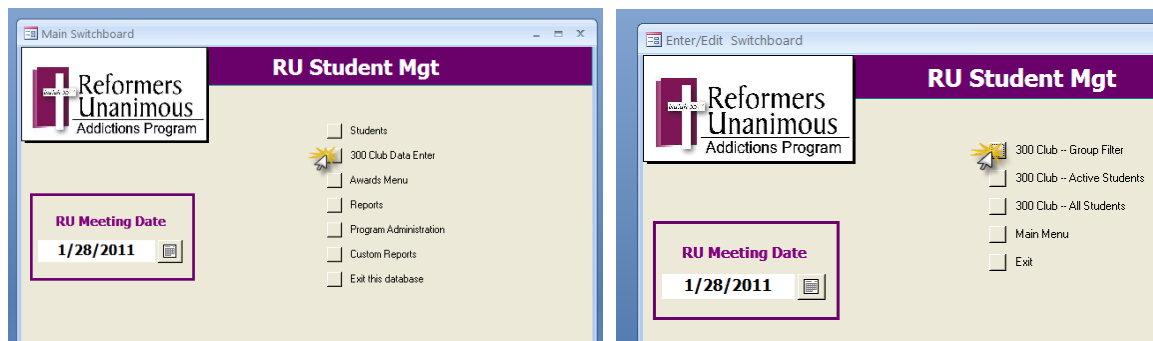 Main Switchboard
RU Student Mgt
Reformers
Unanimous
Addictions Program
Students
300 Club Data Enter
Awards Menu
Reports
Program Administration
Custom Reports
Exit this database
RU Meeting Date
1/28/2011
Enter/Edit Switchboard
RU Student Mgt
Reformers
Unanimous
Addictions Program
300 Club -- Group Filter
300 Club -- Active Students
300 Club -- All Students
Main Menu
Exit
RU Meeting Date
1/28/2011